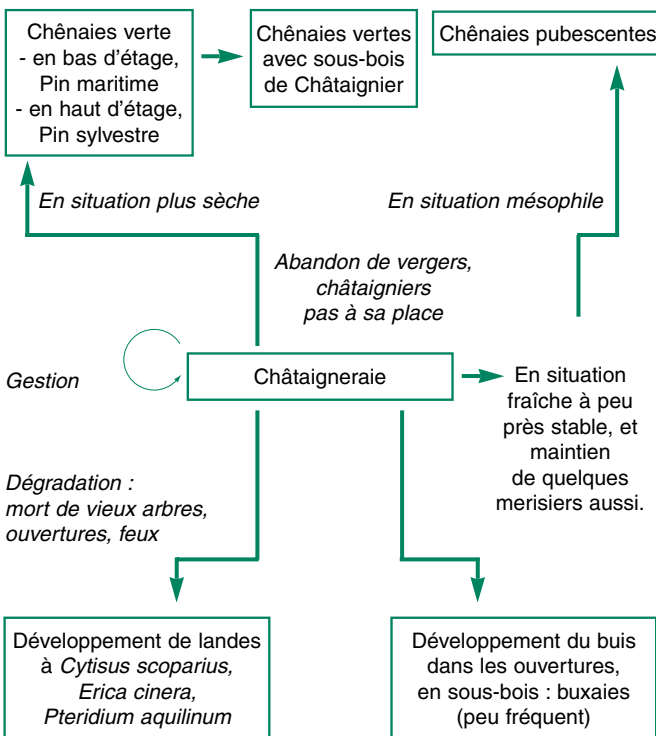 Chênaies verte
- en bas d'étage,
Pin maritime
- en haut d'étage,
Pin sylvestre
Chênaies vertes
avec sous-bois
de Châtaignier
Chênaies pubescentes
En situation plus sèche
En situation mésophile
Abandon de vergers,
châtaigniers
pas à sa place
Gestion
Châtaigneraie
En situation
fraîche à peu
près stable, et
maintien
de quelques
merisiers aussi.
Dégradation :
mort de vieux arbres,
ouvertures, feux
Développement de landes
à Cytisus scoparius,
Erica cinera,
Pteridium aquilinum
Développement du buis
dans les ouvertures,
en sous-bois : buxaies
(peu fréquent)